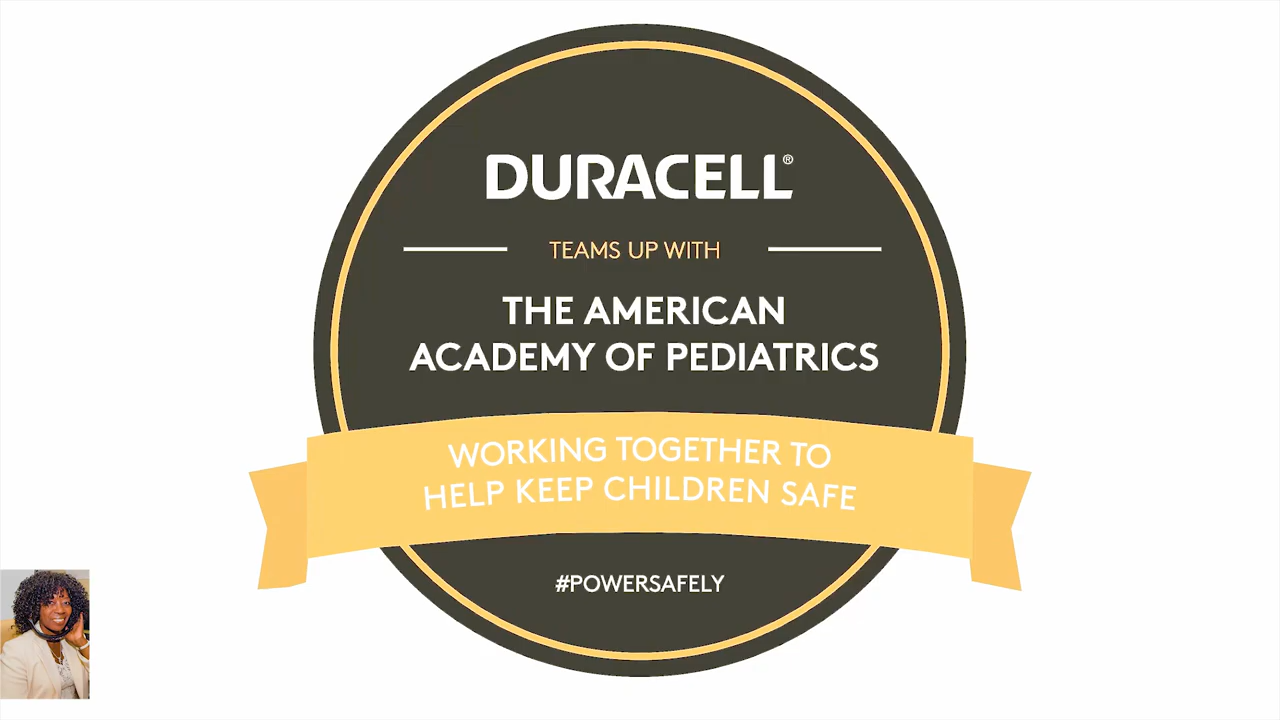 DURACELL®
TEAMS UP WITH
THE AMERICAN
ACADEMY OF PEDIATRICS
WORKING TOGETHER TO
HELP KEEP CHILDREN SAFE
#POWERSAFELY